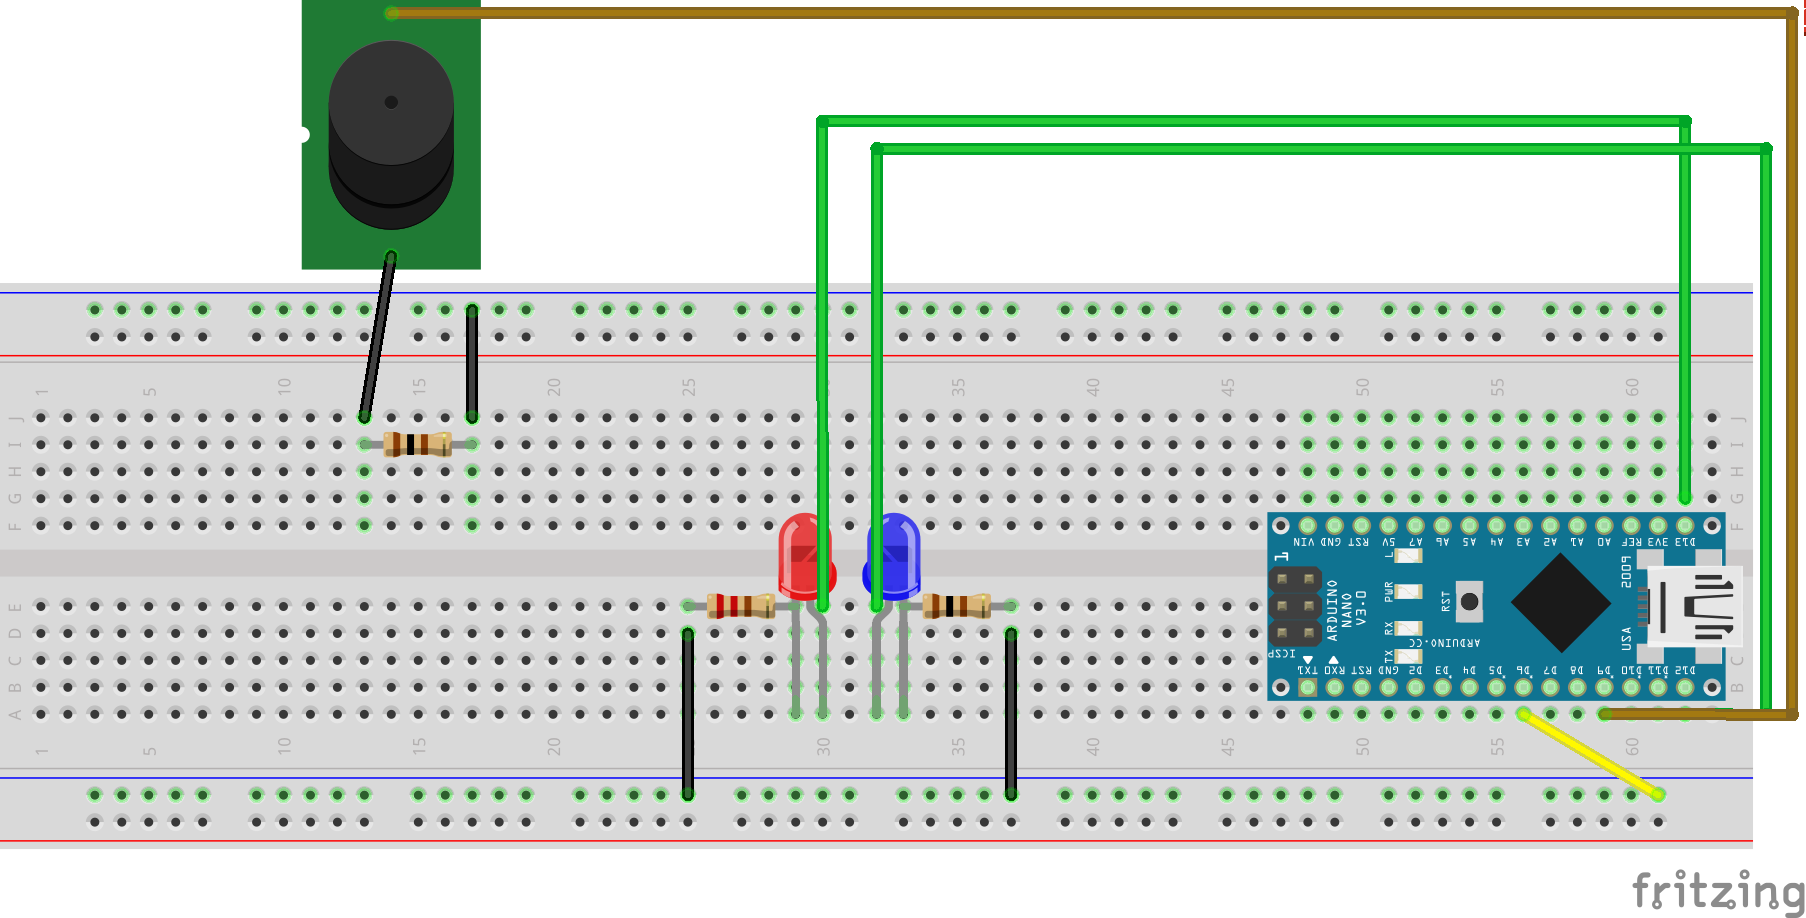 1 5 10 15 20 25 35 40 45 50 55 60
J J
I I
H H
G G
F F
VIN GND RST 5V A7 A6 A5 A4 A3 A2 A1 A0 REF 3V3 D13
1
L
PWR
RX
TX
ARDUINO
NANO
V3.0
RST
ARDUINO.CC
2009
USA
ICSP
TX1 RX0 RST GND D2 D3 D4 D5 D6 D7 D8 D9 D10 D11 D12
E
D
C C
B B
A
1 5 10 15 20 30 35 40 45 50 55 60
fritzing